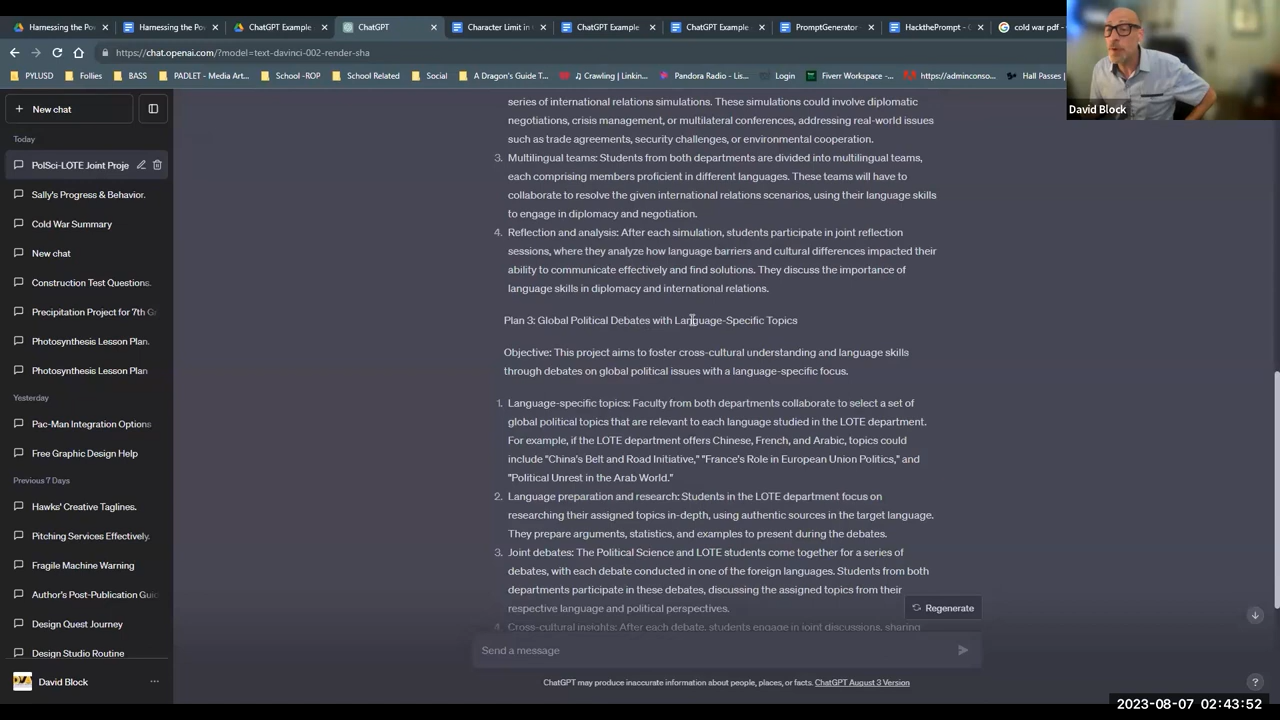 Harnessing the Pow
Harnessing the Pow
ChatGPT Example
ChatGPT
Character Limit in C
ChatGPT Example
ChatGPT Example
PromptGenerator
HackthePrompt - G
cold war pdf -
https://chat.openai.com/?model=text-davinci-002-render-sha
PYLUSD
Follies
BASS
PADLET - Media Art...
School -ROP
School Related
Social
A Dragon's Guide T...
Crawling | Linkin...
Pandora Radio - Lis...
Login
Fiverr Workspace -...
https://adminconso...
Hall Passes |
David Block
New chat
Today
PolSci-LOTE Joint Proje
Sally's Progress & Behavior.
Cold War Summary
New chat
Construction Test Questions.
Precipitation Project for 7th G
Photosynthesis Lesson Plan.
Photosynthesis Lesson Plan
Yesterday
Pac-Man Integration Options
Free Graphic Design Help
Previous 7 Days
Hawks' Creative Taglines.
Pitching Services Effectively.
Fragile Machine Warning
Author's Post-Publication Guid
Design Quest Journey
Design Studio Routine
David Block
series of international relations simulations. These simulations could involve diplomatic
negotiations, crisis management, or multilateral conferences, addressing real-world issues
such as trade agreements, security challenges, or environmental cooperation.
3. Multilingual teams: Students from both departments are divided into multilingual teams,
each comprising members proficient in different languages. These teams will have to
collaborate to resolve the given international relations scenarios, using their language skills
to engage in diplomacy and negotiation.
4. Reflection and analysis: After each simulation, students participate in joint reflection
sessions, where they analyze how language barriers and cultural differences impacted their
ability to communicate effectively and find solutions. They discuss the importance of
language skills in diplomacy and international relations.
Plan 3: Global Political Debates with Language-Specific Topics
Objective: This project aims to foster cross-cultural understanding and language skills
through debates on global political issues with a language-specific focus.
1. Language-specific topics: Faculty from both departments collaborate to select a set of
global political topics that are relevant to each language studied in the LOTE department.
For example, if the LOTE department offers Chinese, French, and Arabic, topics could
include "China's Belt and Road Initiative," "France's Role in European Union Politics," and
"Political Unrest in the Arab World."
2. Language preparation and research: Students in the LOTE department focus on
researching their assigned topics in-depth, using authentic sources in the target language.
They prepare arguments, statistics, and examples to present during the debates.
3. Joint debates: The Political Science and LOTE students come together for a series of
debates, with each debate conducted in one of the foreign languages. Students from both
departments participate in these debates, discussing the assigned topics from their
respective language and political perspectives.
4. Cross-cultural insights: After each debate, students engage in joint discussions, sharing
Regenerate
Send a message
ChatGPT may produce inaccurate information about people, places, or facts. ChatGPT August 3 Version
?
2023-08-07 02:43:52